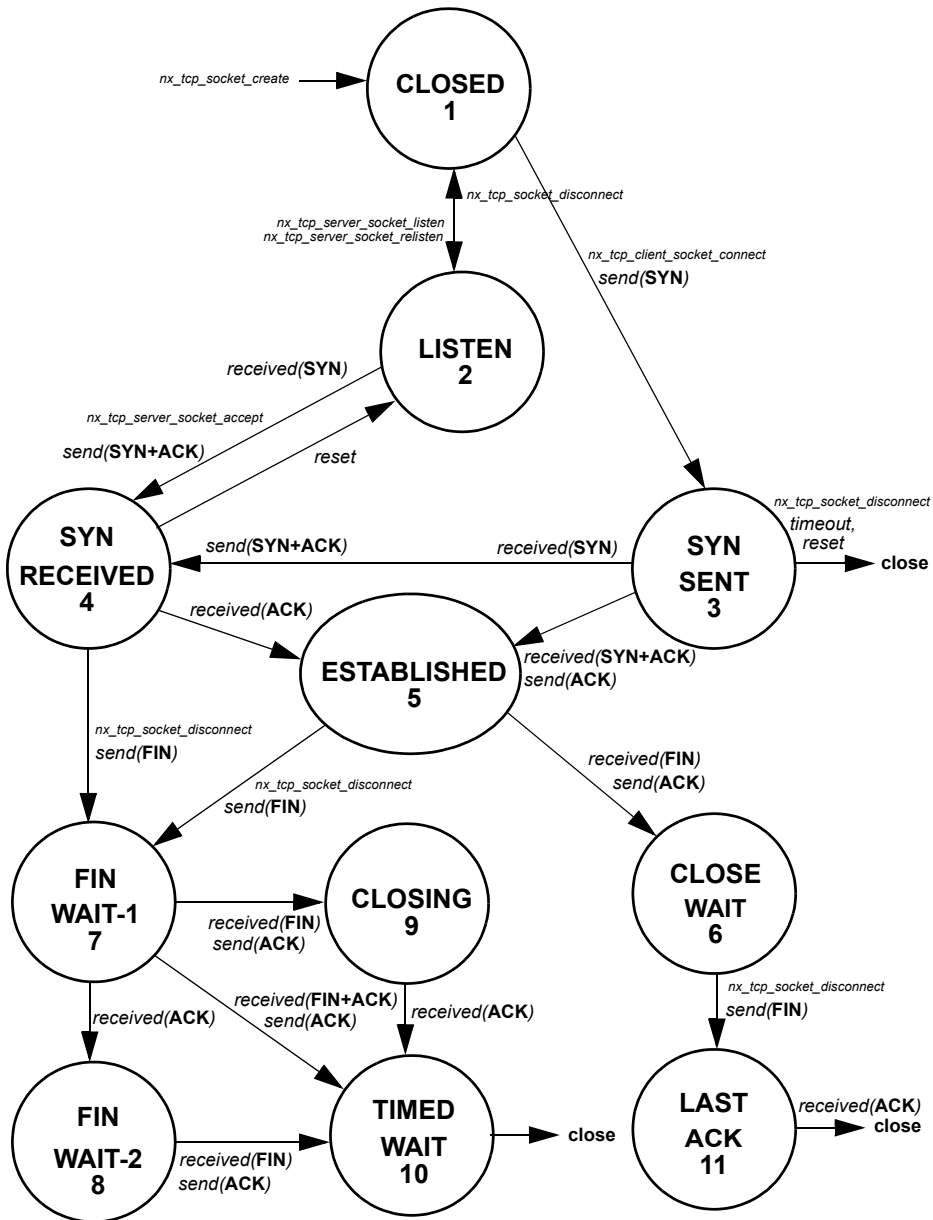 nx_tcp_socket_create
CLOSED
1
nx_tcp_socket_disconnect
nx_tcp_server_socket_listen
nx_tcp_server_socket_relisten
nx_tcp_client_socket_connect
send(SYN)
LISTEN
2
received(SYN)
nx_tcp_server_socket_accept
send(SYN+ACK)
reset
SYN
RECEIVED
4
send(SYN+ACK)
received(SYN)
SYN
SENT
3
nx_tcp_socket_disconnect
timeout,
reset
close
received(ACK)
ESTABLISHED
5
received(SYN+ACK)
send(ACK)
nx_tcp_socket_disconnect
send(FIN)
nx_tcp_socket_disconnect
send(FIN)
received(FIN)
send(ACK)
FIN
WAIT-1
7
received(FIN)
send(ACK)
CLOSING
9
CLOSE
WAIT
6
received(ACK)
received(FIN+ACK)
send(ACK)
received(ACK)
nx_tcp_socket_disconnect
send(FIN)
FIN
WAIT-2
8
received(FIN)
send(ACK)
TIMED
WAIT
10
close
LAST
ACK
11
received(ACK)
close